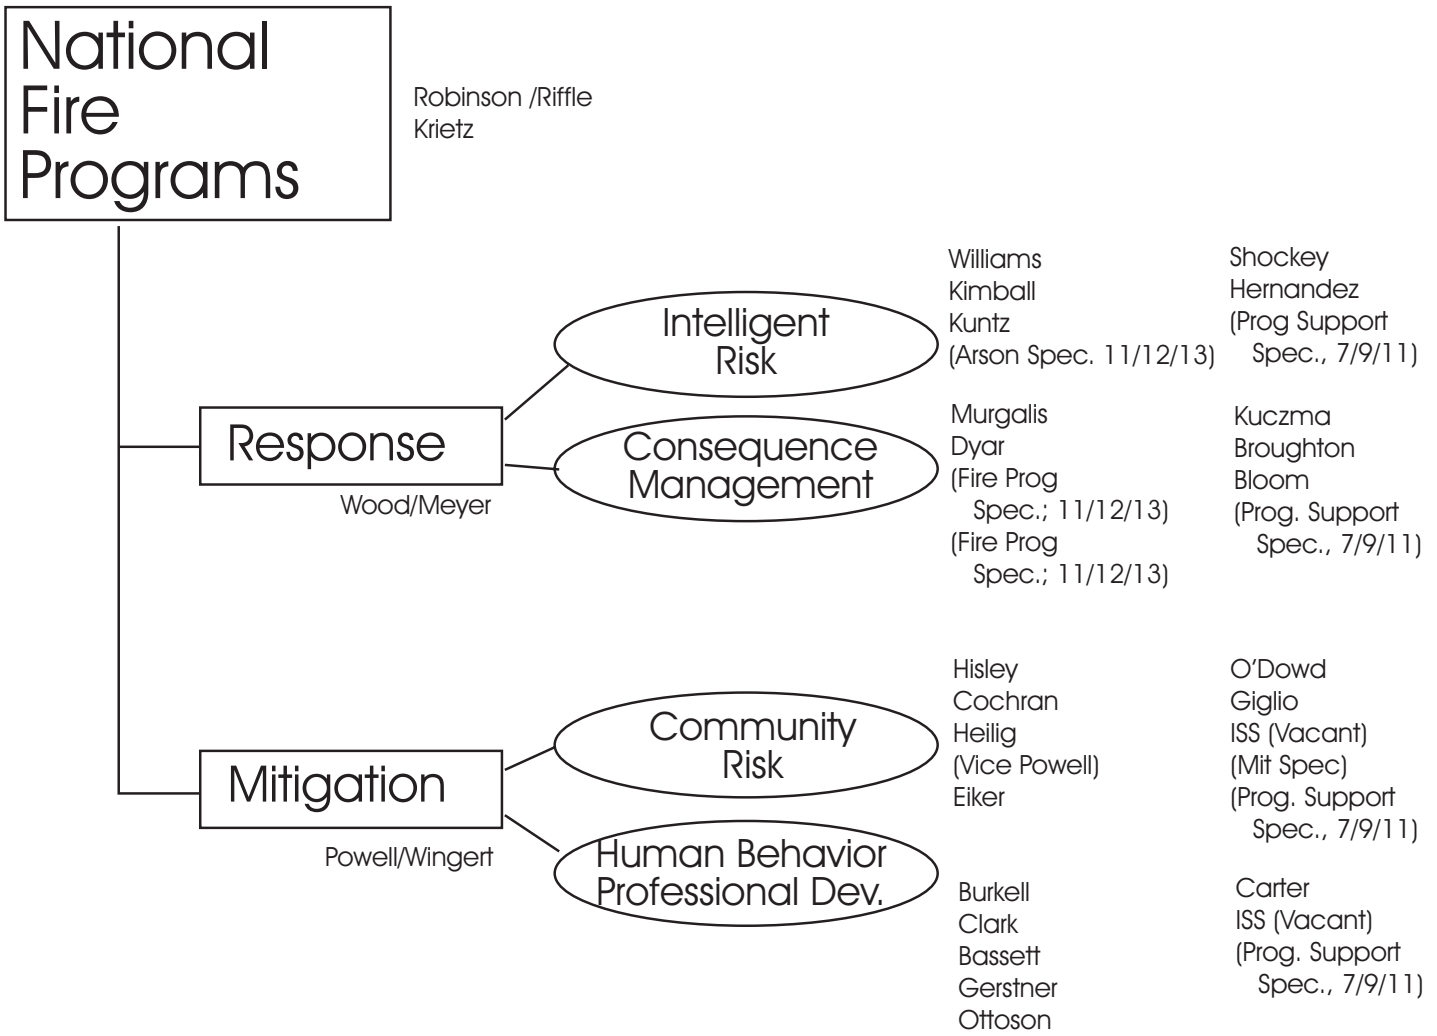 National
Fire
Programs
Robinson /Riffle
Krietz
Response
Wood/Meyer
Intelligent
Risk
Williams
Kimball
Kuntz
(Arson Spec. 11/12/13)
Shockey
Hernandez
(Prog Support
Spec., 7/9/11)
Consequence
Management
Murgalis
Dyar
(Fire Prog
Spec.; 11/12/13)
(Fire Prog
Spec.; 11/12/13)
Kuczma
Broughton
Bloom
(Prog. Support
Spec., 7/9/11)
Mitigation
Powell/Wingert
Community
Risk
Hisley
Cochran
Heilig
(Vice Powell)
Eiker
O'Dowd
Giglio
ISS (Vacant)
(Mit Spec)
(Prog. Support
Spec., 7/9/11)
Human Behavior
Professional Dev.
Burkell
Clark
Bassett
Gerstner
Ottoson
Carter
ISS (Vacant)
(Prog. Support
Spec., 7/9/11)